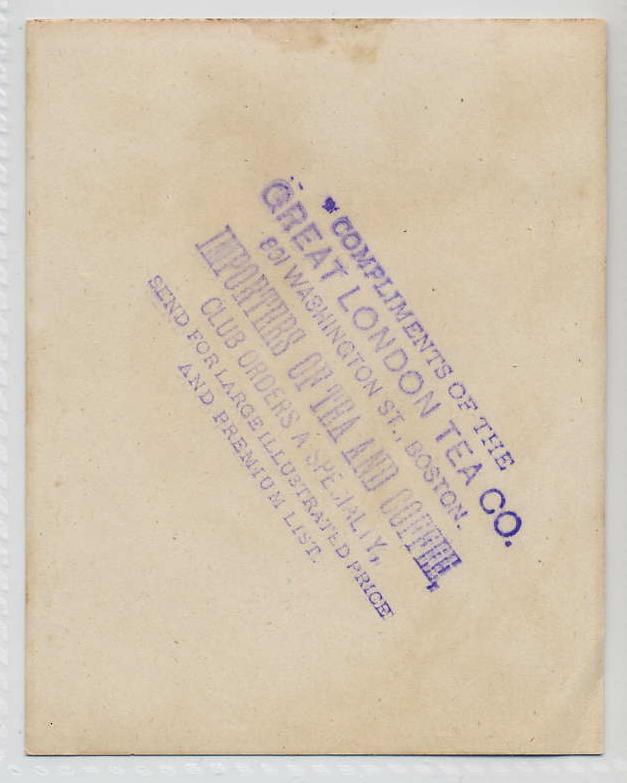 COMPLIMENTS OF THE
GREAT LONDON TEA CO.
801 WASHINGTON ST., BOSTON.
IMPORTERS OF TEA AND COFFEE,
CLUB ORDERS A SPECIALTY,
SEND FOR LARGE ILLUSTRATED PRICE
AND PREMIUM LIST.